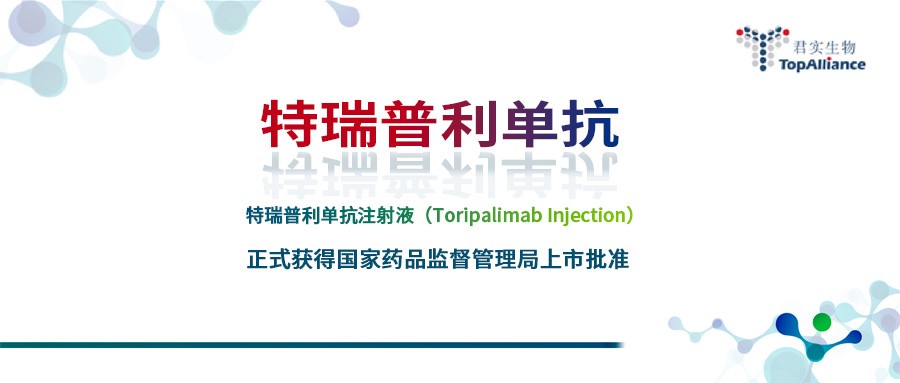 君实生物
TopAlliance
特瑞普利单抗
特瑞普利单抗注射液（Toripalimab Injection）
正式获得国家药品监督管理局上市批准